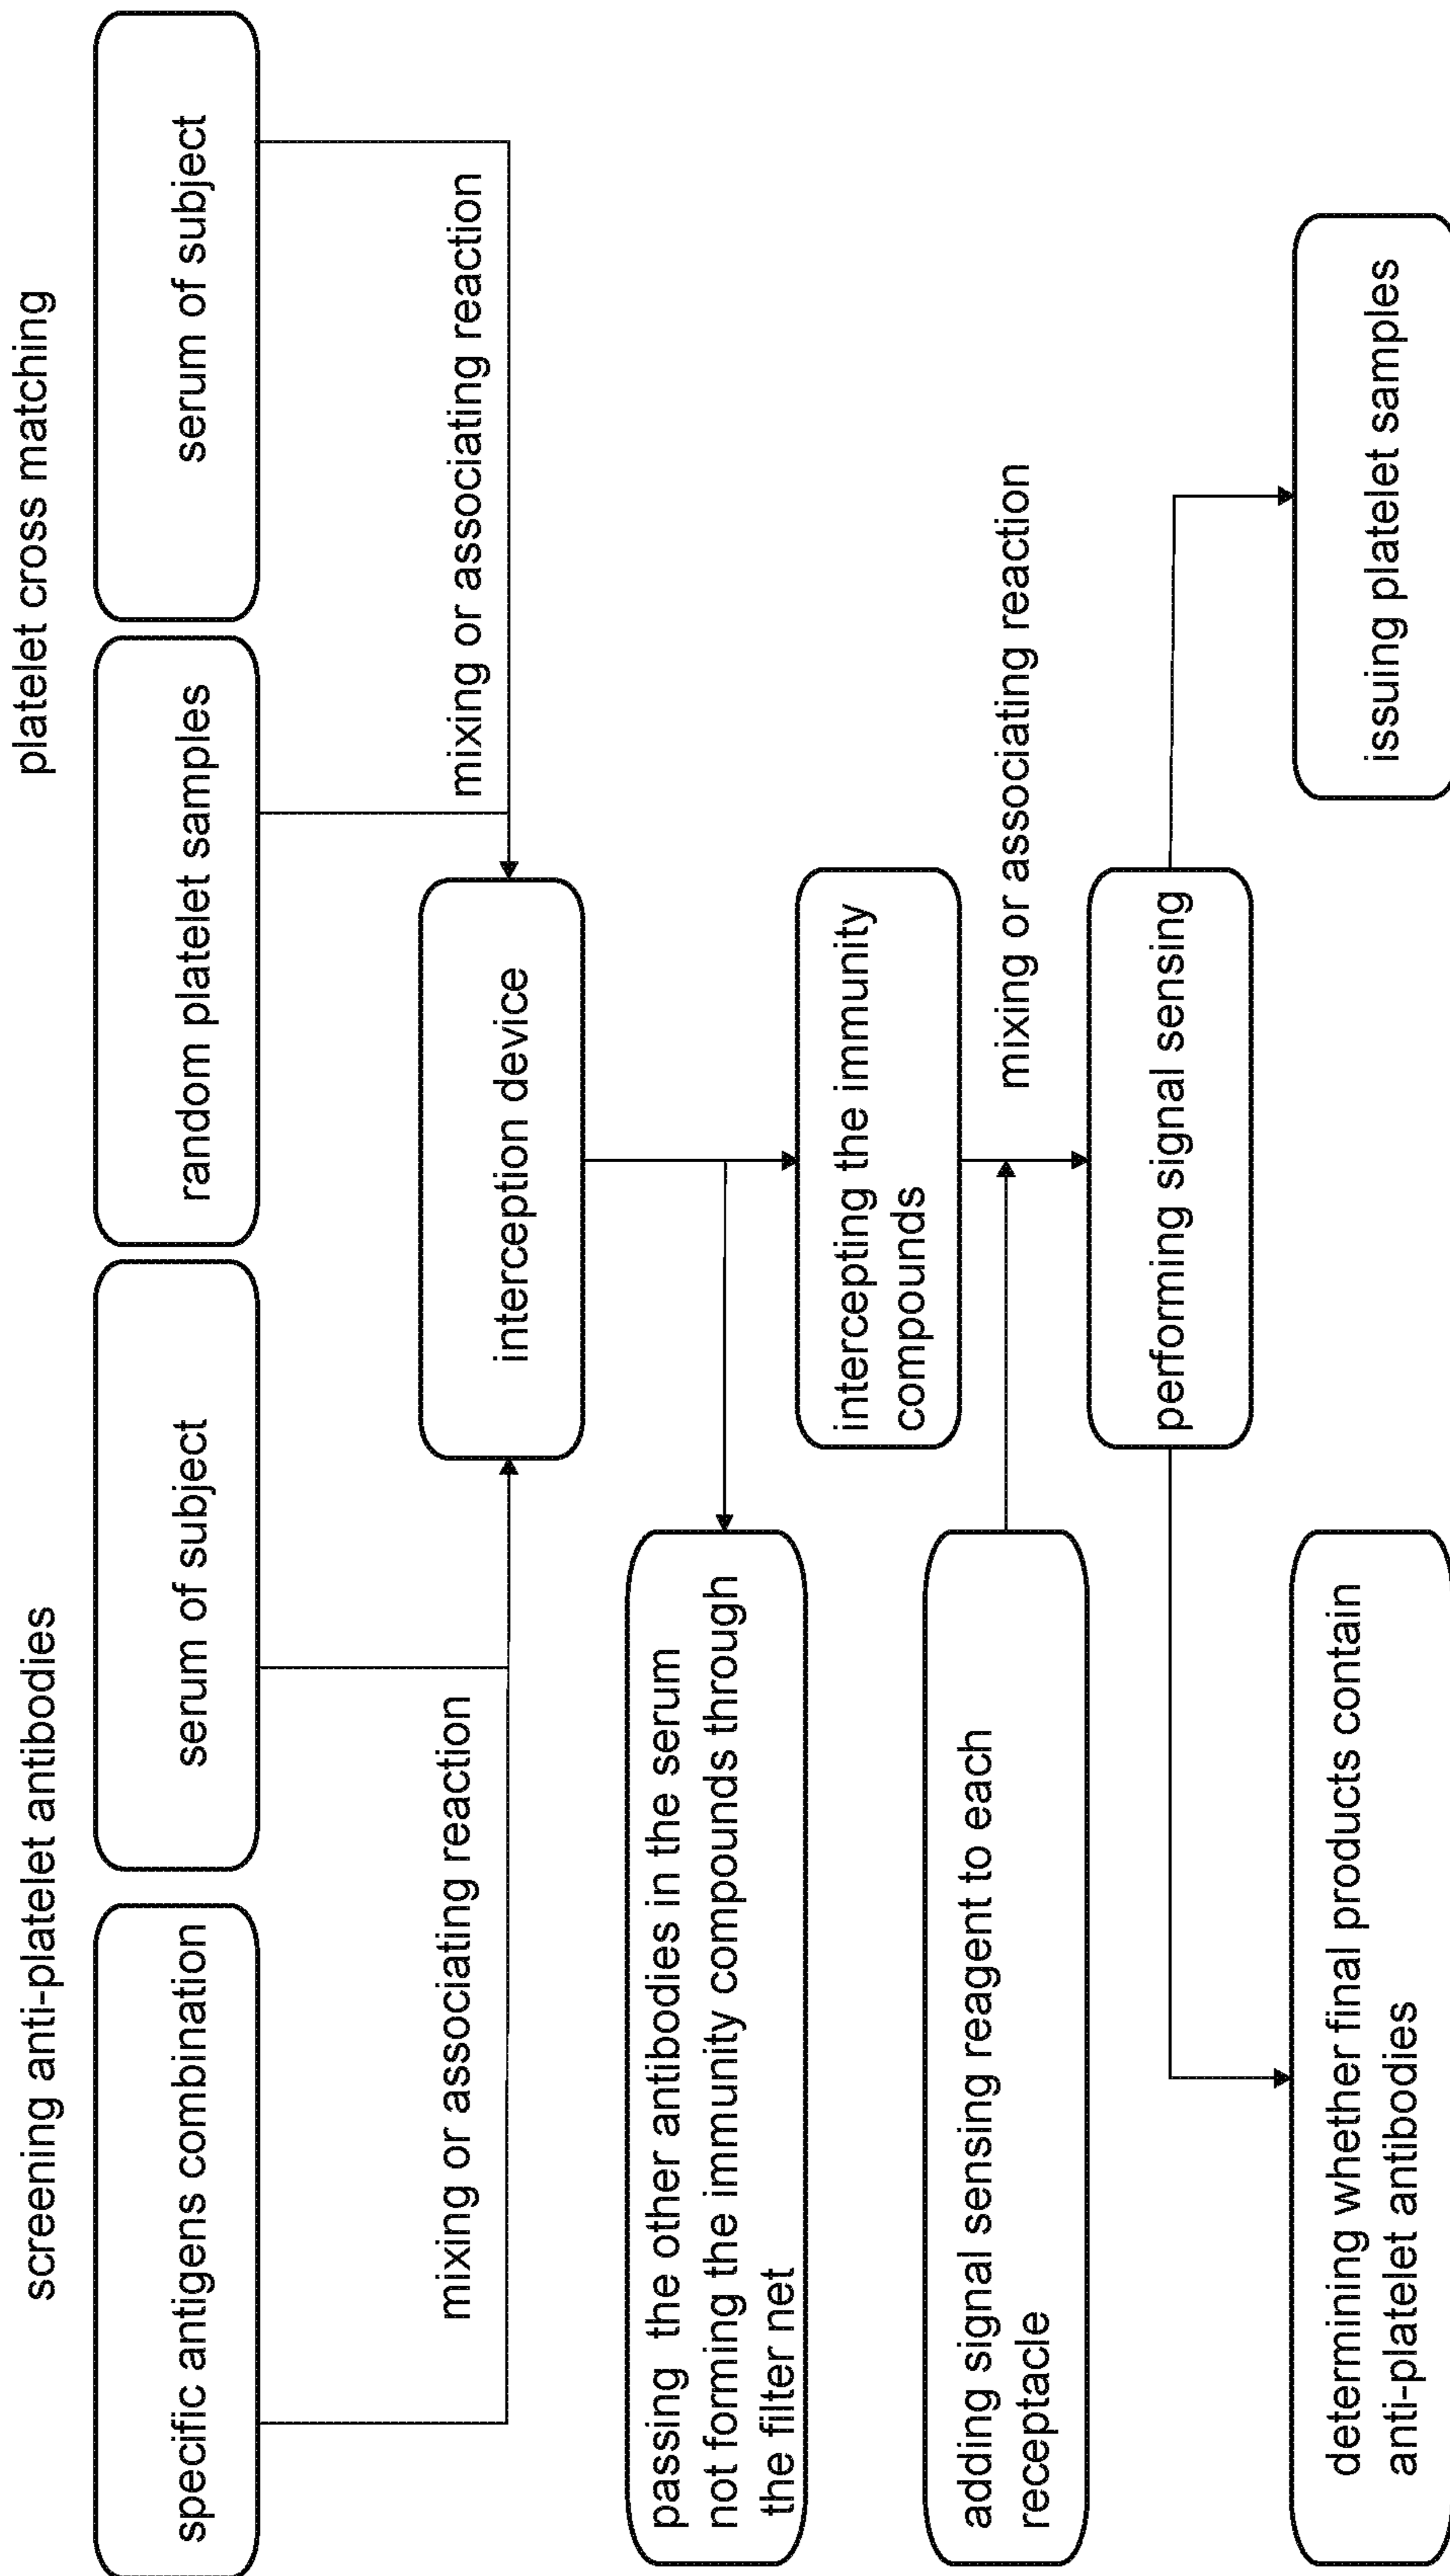 screening anti-platelet antibodies
platelet cross matching
specific antigens combination
serum of subject
random platelet samples
serum of subject
mixing or associating reaction
mixing or associating reaction
interception device
passing the other antibodies in the serum
not forming the immunity compounds through
the filter net
intercepting the immunity
compounds
adding signal sensing reagent to each
receptacle
mixing or associating reaction
performing signal sensing
determining whether final products contain
anti-platelet antibodies
issuing platelet samples